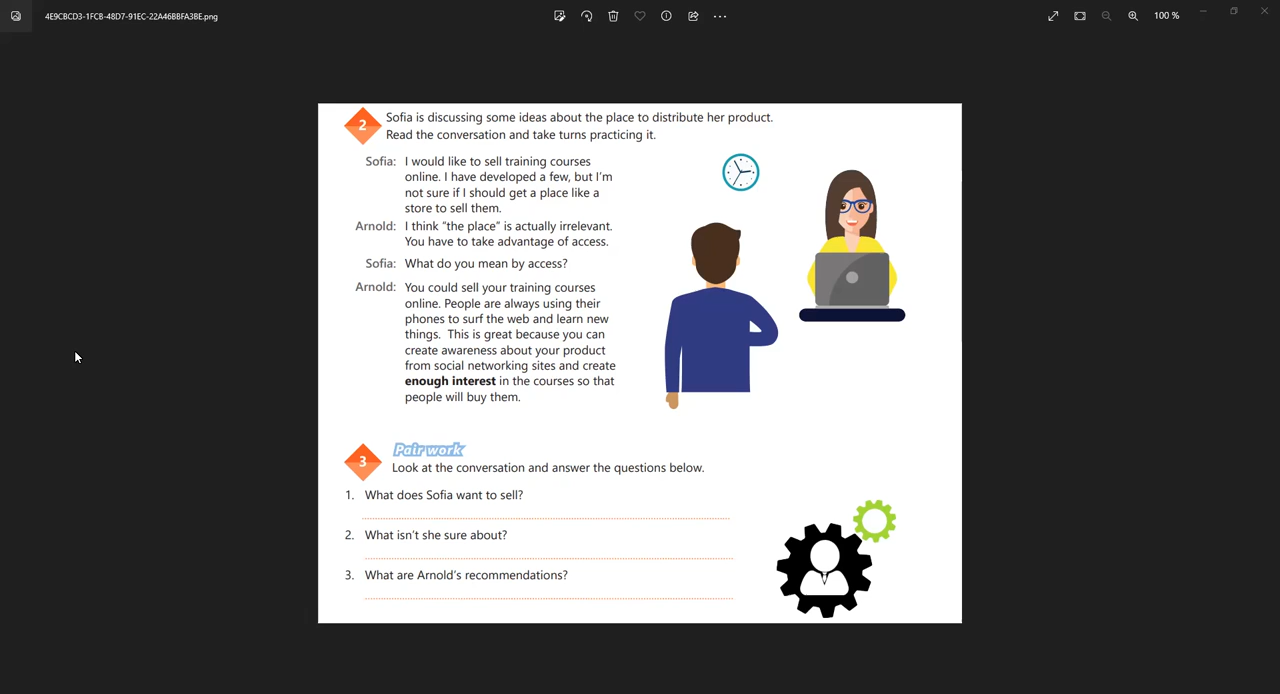 4E9CBCD3-1FCB-48D7-91EC-22A46BBFA3BE.png
100 %
2
Sofia is discussing some ideas about the place to distribute her product.
Read the conversation and take turns practicing it.
Sofia: I would like to sell training courses
online. I have developed a few, but I'm
not sure if I should get a place like a
store to sell them.
Arnold: I think "the place" is actually irrelevant.
You have to take advantage of access.
Sofia: What do you mean by access?
Arnold: You could sell your training courses
online. People are always using their
phones to surf the web and learn new
things. This is great because you can
create awareness about your product
from social networking sites and create
enough interest in the courses so that
people will buy them.
3
Pair work
Look at the conversation and answer the questions below.
1. What does Sofia want to sell?
2. What isn't she sure about?
3. What are Arnold's recommendations?